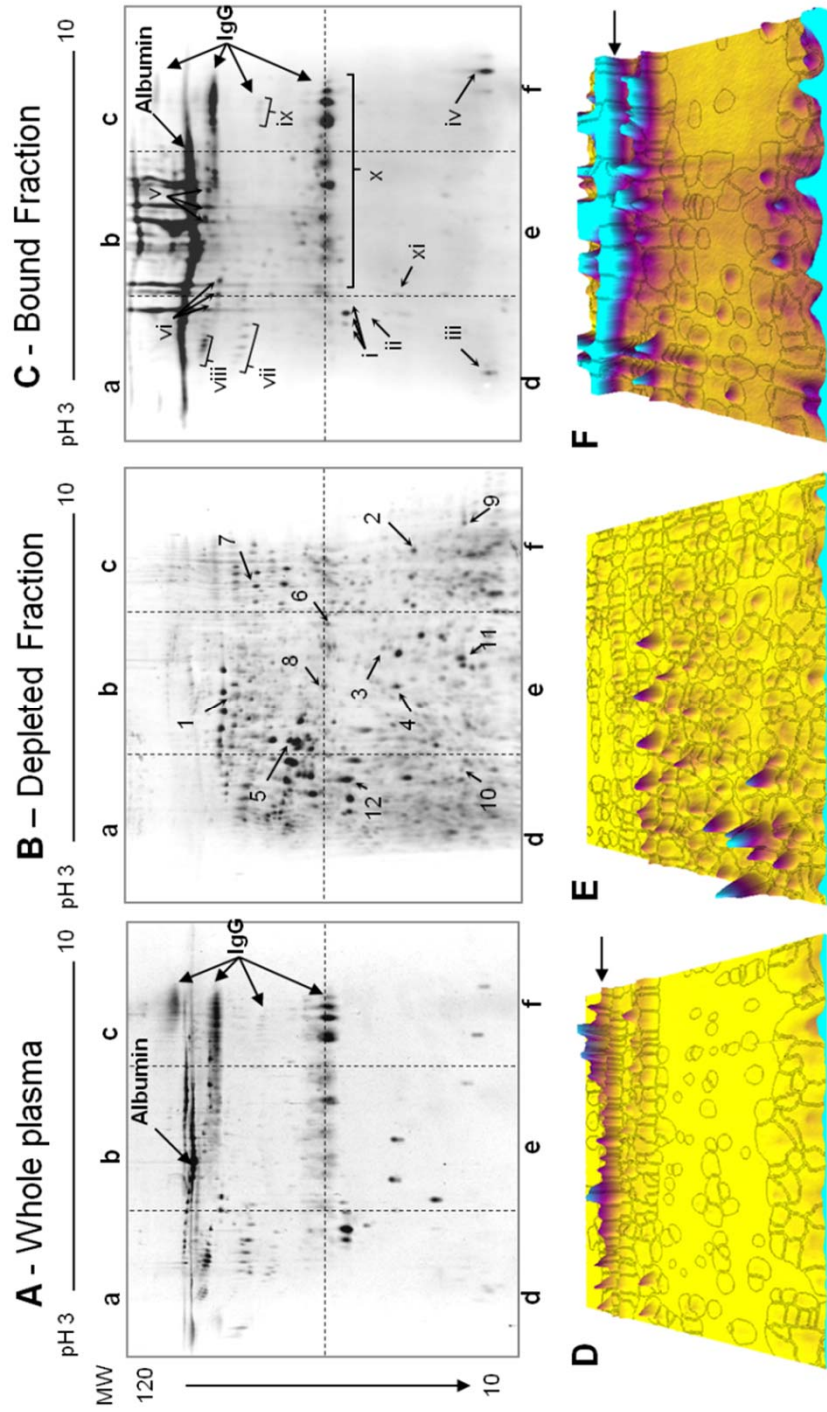 A - Whole plasma
pH 3 10
MW
120
10
a b c
Albumin
IgG
d e f
B – Depleted Fraction
pH 3 10
a b c
1
7
5
8
6
12
3
2
4
10
11
9
d e f
C - Bound Fraction
pH 3 10
a b c
Albumin
IgG
vi
v
viii
vii
ix
i
ii
x
xi
iii
iv
d e f
D
E
F